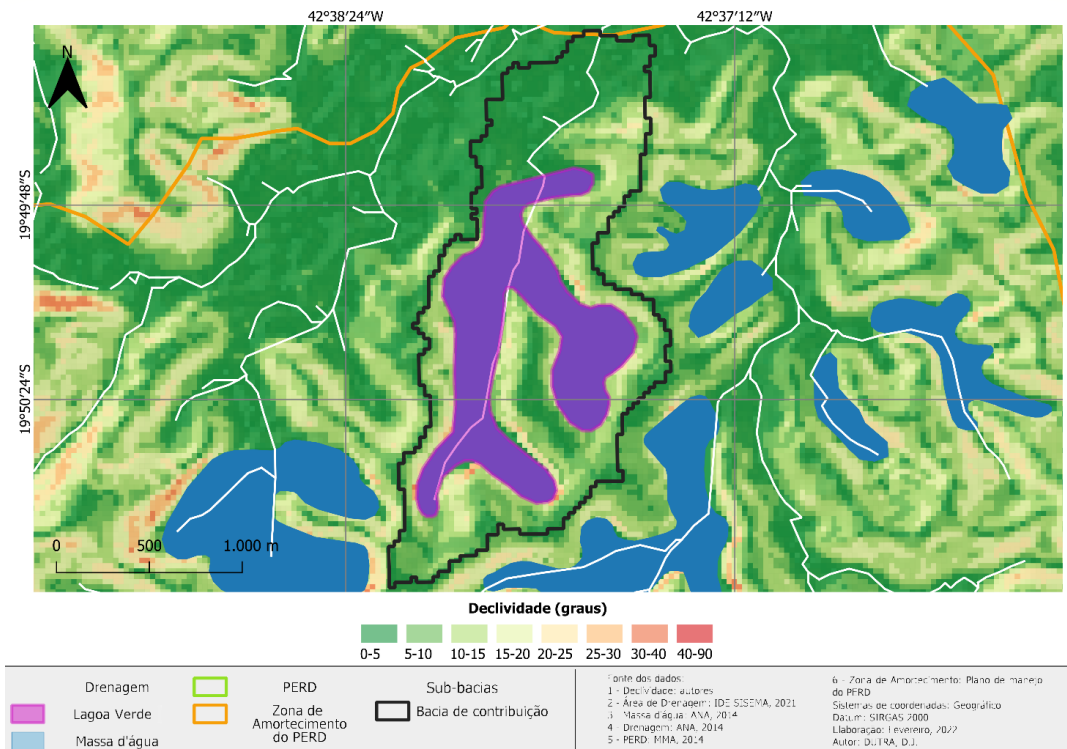 42°38′24″W
42°37′12″W
N
19°49′48″S
19°50′24″S
0 500 1.000 m
Declividade (graus)
0-5 5-10 10-15 15-20 20-25 25-30 30-40 40-90
Drenagem
Lagoa Verde
Massa d'água
PERD
Zona de
Amortecimento
do PERD
Sub-bacias
Bacia de contribuição
Fonte dos dados:
1 - Declividade: autores
2 - Área de Drenagem: IDE SISEMA, 2021
3 - Massa d'água: ANA, 2014
4 - Drenagem: ANA, 2014
5 - PERD: MMA, 2014
6 - Zona de Amortecimento: Plano de manejo
do PERD
Sistemas de coordenadas: Geográfico
Datum: SIRGAS 2000
Elaboração: Fevereiro, 2022
Autor: DUTRA, D.J.